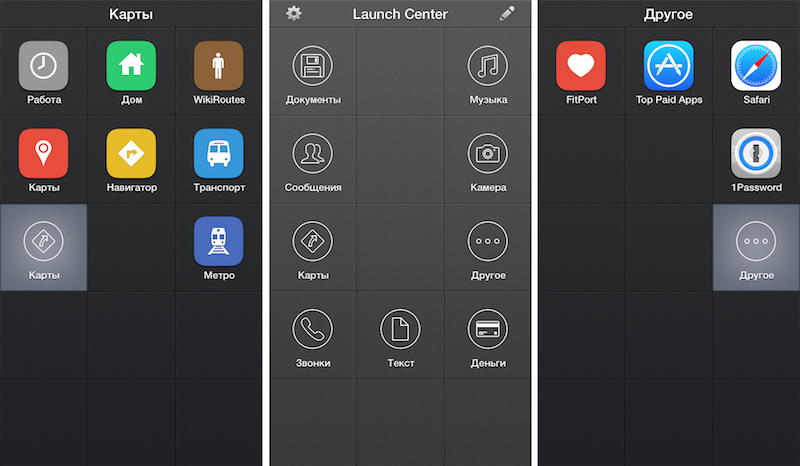 Карты
Работа
Дом
WikiRoutes
Карты
Навигатор
Транспорт
Карты
Метро
Launch Center
Документы
Музыка
Сообщения
Камера
Карты
Другое
Звонки
Текст
Деньги
Другое
FitPort
Top Paid Apps
Safari
1Password
Другое